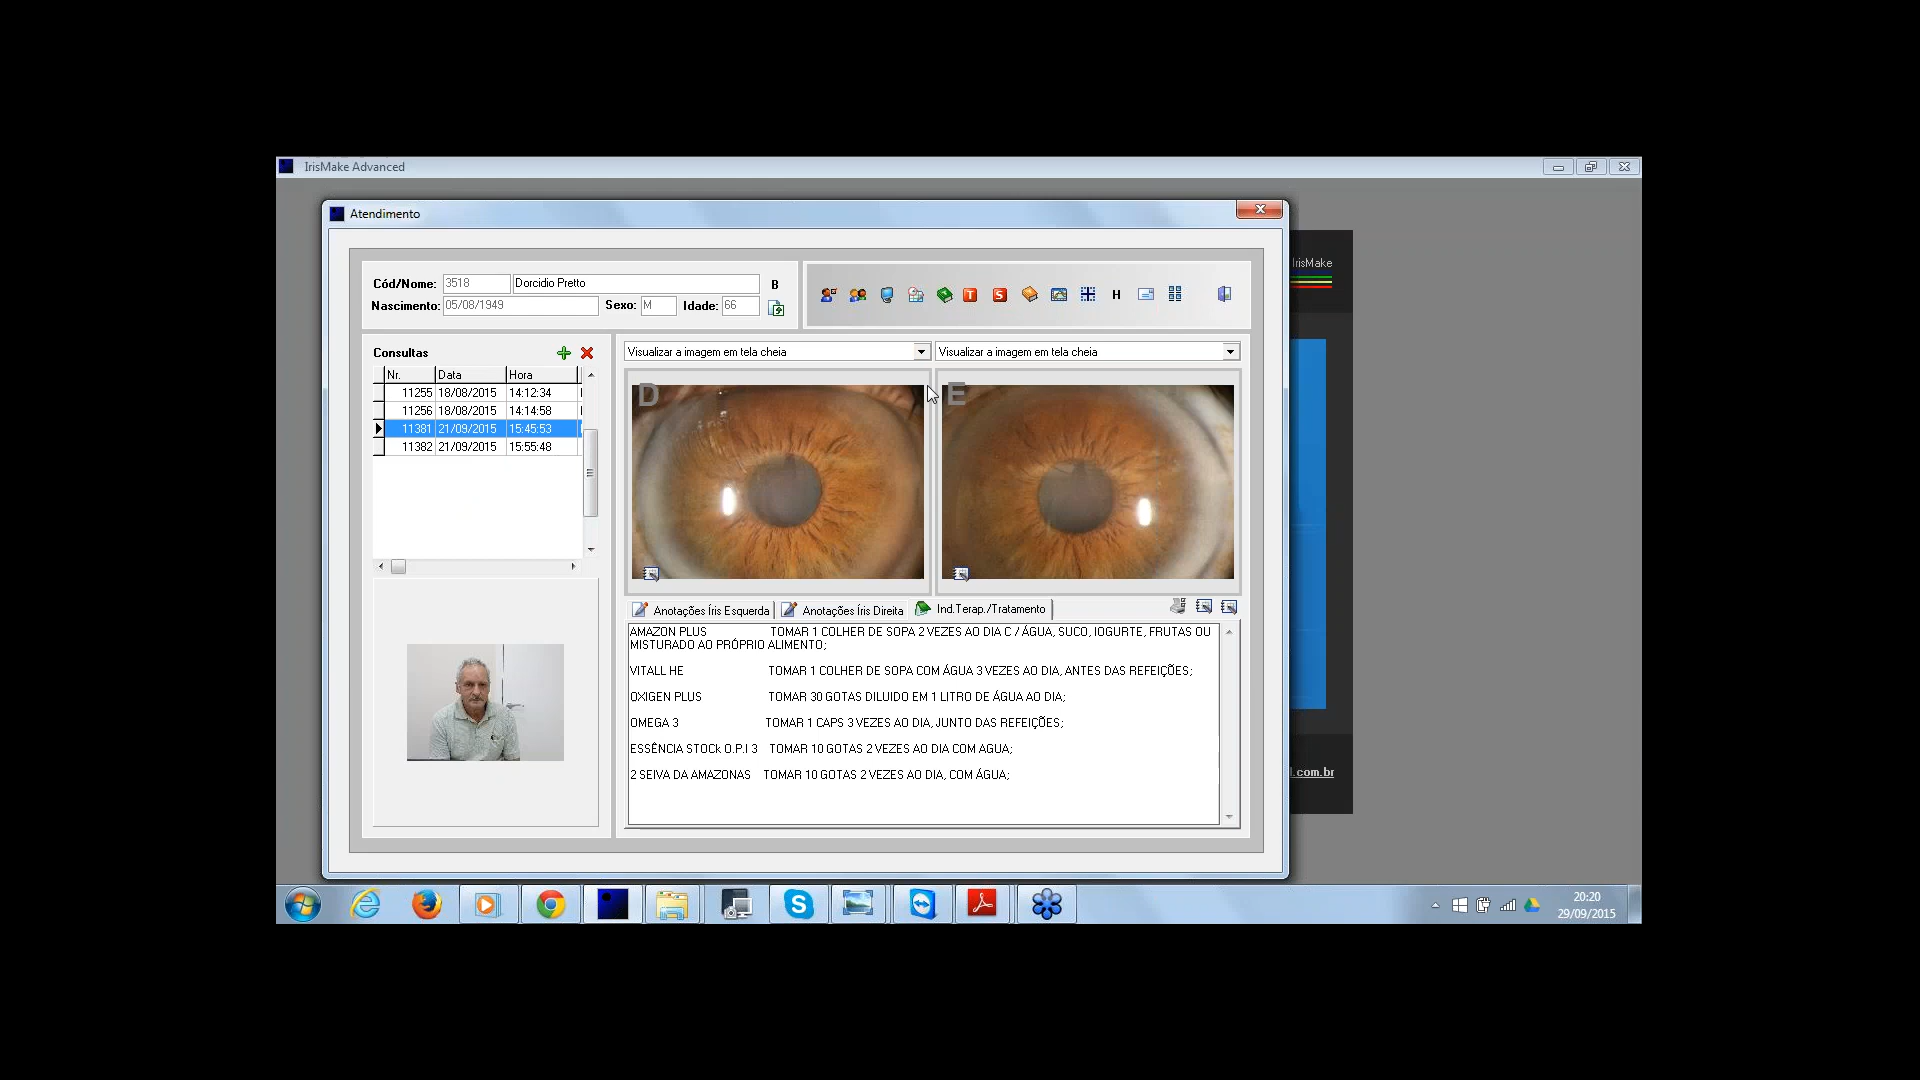 IrisMake Advanced
Atendimento
IrisMake
Cód/Nome: 3518 Dorcidio Pretto B
Nascimento: 05/08/1949 Sexo: M Idade: 66
T S H
Consultas
Nr. Data Hora
11255 18/08/2015 14:12:34
11256 18/08/2015 14:14:58
11381 21/09/2015 15:45:53
11382 21/09/2015 15:55:48
Visualizar a imagem em tela cheia
Visualizar a imagem em tela cheia
D
E
Anotações Íris Esquerda
Anotações Íris Direita
Ind.Terap./Tratamento
AMAZON PLUS TOMAR 1 COLHER DE SOPA 2 VEZES AO DIA C / ÁGUA, SUCO, IOGURTE, FRUTAS OU
MISTURADO AO PRÓPRIO ALIMENTO;
VITALL HE TOMAR 1 COLHER DE SOPA COM ÁGUA 3 VEZES AO DIA, ANTES DAS REFEIÇÕES;
OXIGEN PLUS TOMAR 30 GOTAS DILUIDO EM 1 LITRO DE ÁGUA AO DIA;
OMEGA 3 TOMAR 1 CAPS 3 VEZES AO DIA, JUNTO DAS REFEIÇÕES;
ESSÊNCIA STOCk O.P.I 3 TOMAR 10 GOTAS 2 VEZES AO DIA COM AGUA;
2 SEIVA DA AMAZONAS TOMAR 10 GOTAS 2 VEZES AO DIA, COM ÁGUA;
l.com.br
20:20
29/09/2015